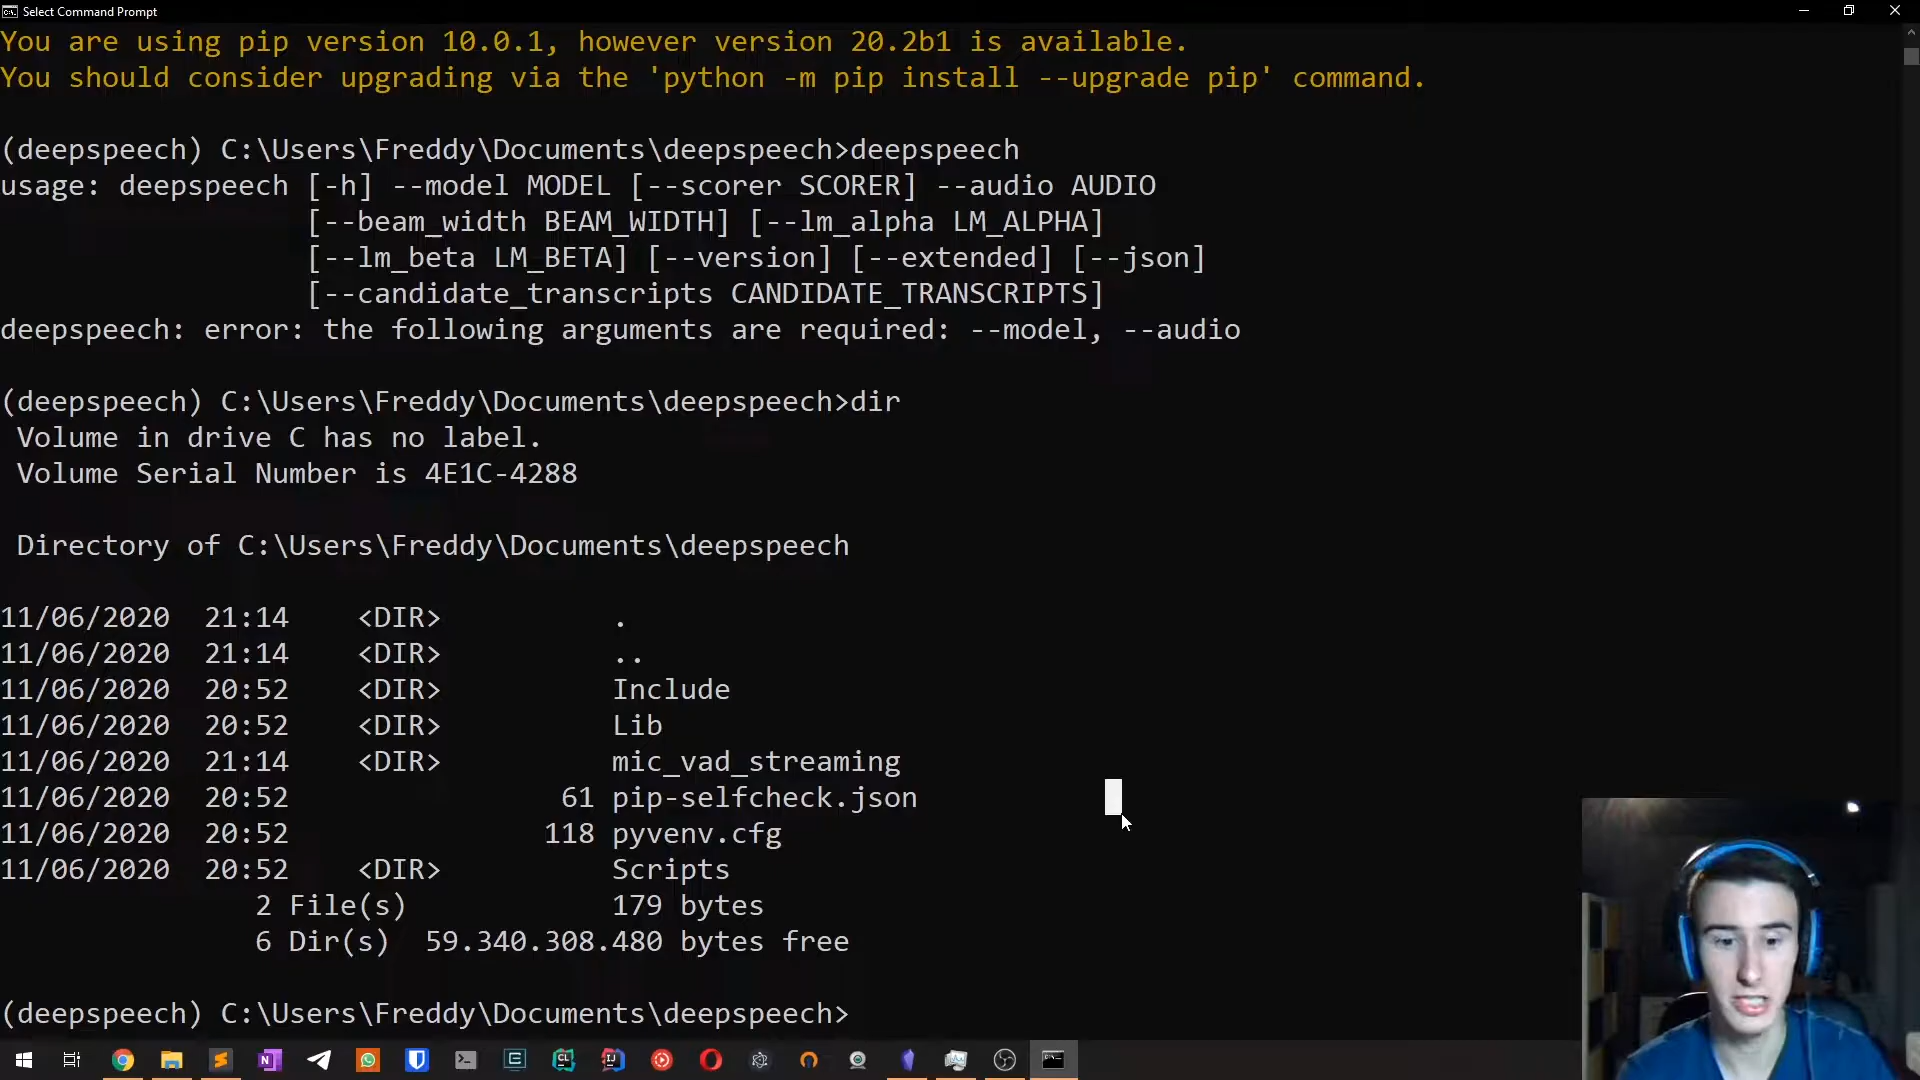 Select Command Prompt
You are using pip version 10.0.1, however version 20.2b1 is available.
You should consider upgrading via the 'python -m pip install --upgrade pip' command.
(deepspeech) C:\Users\Freddy\Documents\deepspeech>deepspeech
usage: deepspeech [-h] --model MODEL [--scorer SCORER] --audio AUDIO
[--beam_width BEAM_WIDTH] [--lm_alpha LM_ALPHA]
[--lm_beta LM_BETA] [--version] [--extended] [--json]
[--candidate_transcripts CANDIDATE_TRANSCRIPTS]
deepspeech: error: the following arguments are required: --model, --audio
(deepspeech) C:\Users\Freddy\Documents\deepspeech>dir
Volume in drive C has no label.
Volume Serial Number is 4E1C-4288
Directory of C:\Users\Freddy\Documents\deepspeech
11/06/2020  21:14    <DIR>          .
11/06/2020  21:14    <DIR>          ..
11/06/2020  20:52    <DIR>          Include
11/06/2020  20:52    <DIR>          Lib
11/06/2020  21:14    <DIR>          mic_vad_streaming
11/06/2020  20:52                61 pip-selfcheck.json
11/06/2020  20:52               118 pyvenv.cfg
11/06/2020  20:52    <DIR>          Scripts
2 File(s)            179 bytes
6 Dir(s)  59.340.308.480 bytes free
(deepspeech) C:\Users\Freddy\Documents\deepspeech>